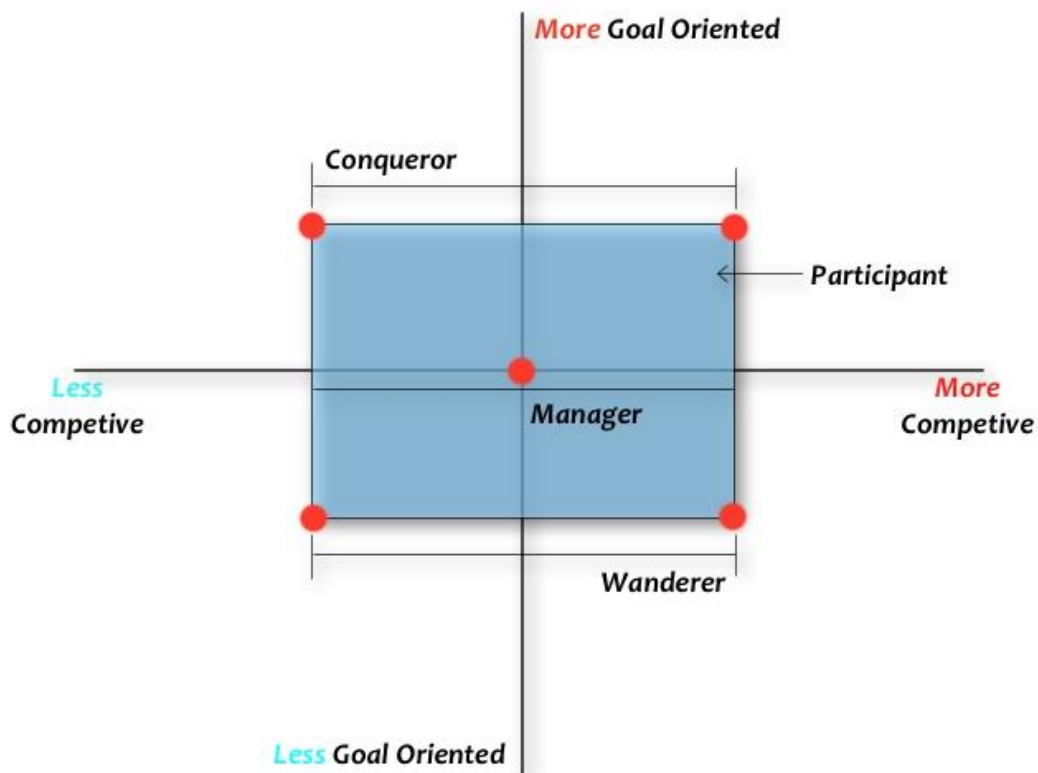 More Goal Oriented
Conqueror
Participant
Less
Competive
More
Competive
Manager
Wanderer
Less Goal Oriented